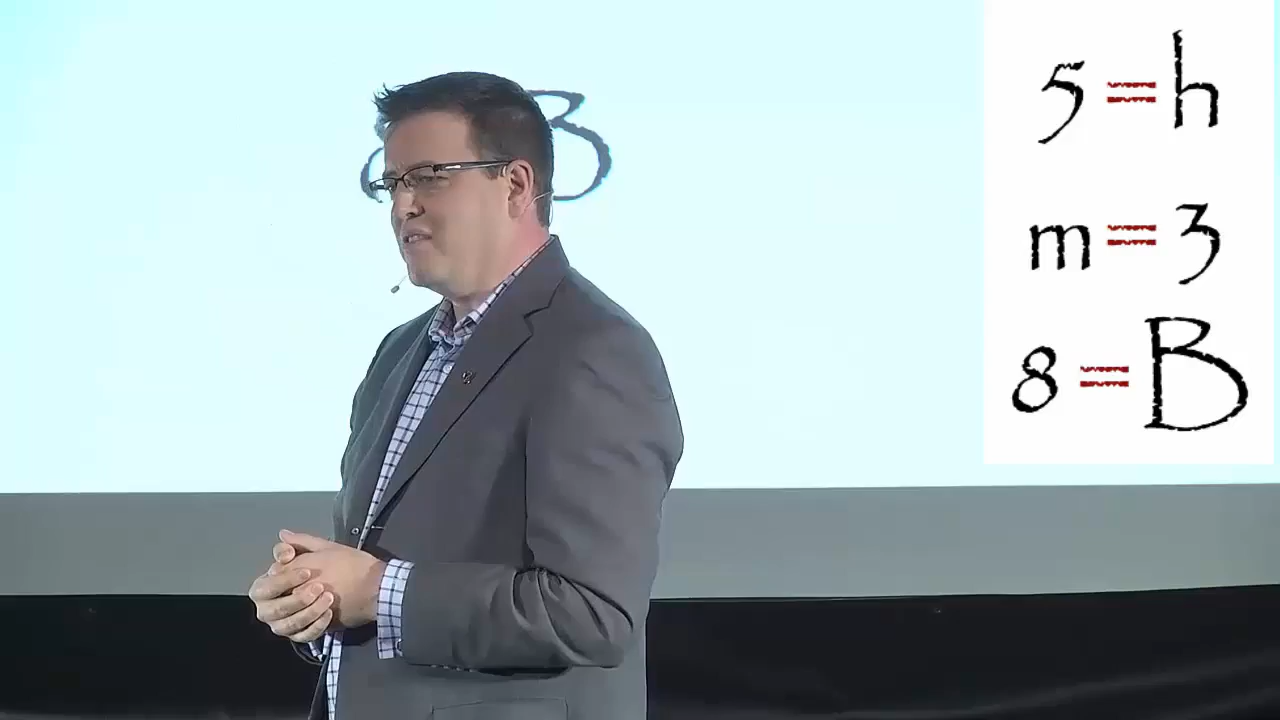 5 = h
m = 3
8 = B